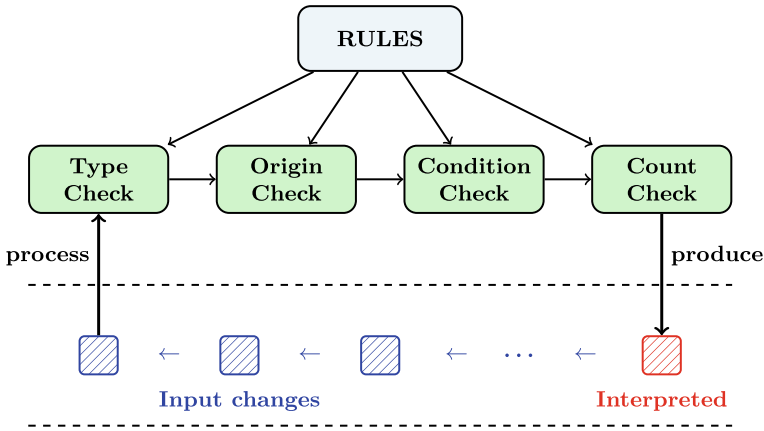 RULES
Type
Check
Origin
Check
Condition
Check
Count
Check
process
produce
← ← ← ... ←
Input changes
Interpreted